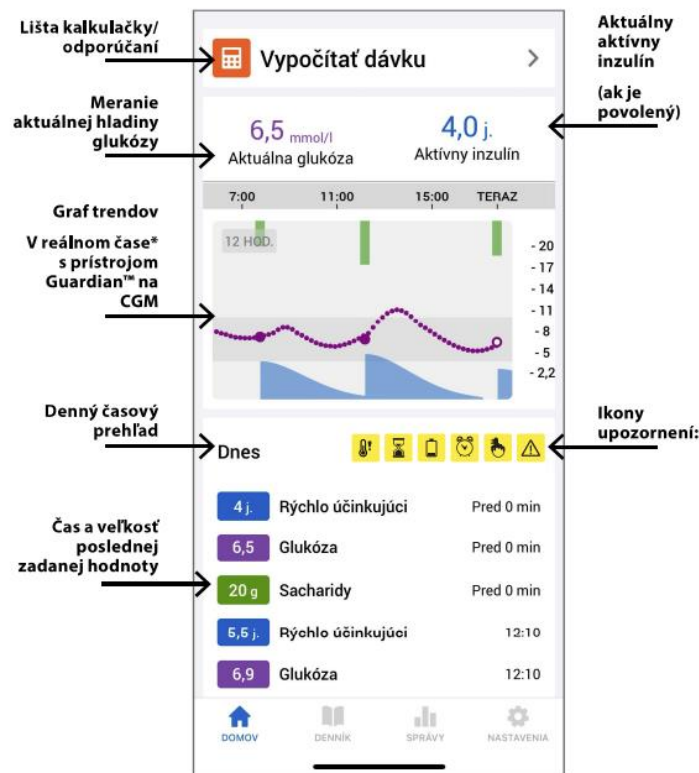 Lišta kalkulačky/
odporúčaní
Meranie
aktuálnej hladiny
glukózy
Graf trendov
V reálnom čase*
s prístrojom
Guardian™ na
CGM
Denný časový
prehľad
Čas a veľkosť
poslednej
zadanej hodnoty
Vypočítať dávku
6,5 mmol/l
Aktuálna glukóza
4,0 j.
Aktívny inzulín
7:00 11:00 15:00 TERAZ
12 HOD.
- 20
- 17
- 14
- 11
- 8
- 5
- 2,2
Dnes
4 j. Rýchlo účinkujúci Pred 0 min
6,5 Glukóza Pred 0 min
20 g Sacharidy Pred 0 min
5,5 j. Rýchlo účinkujúci 12:10
6,9 Glukóza 12:10
DOMOV DENNÍK SPRÁVY NASTAVENIA
Aktuálny
aktívny
inzulín
(ak je
povolený)
Ikony
upozornení: